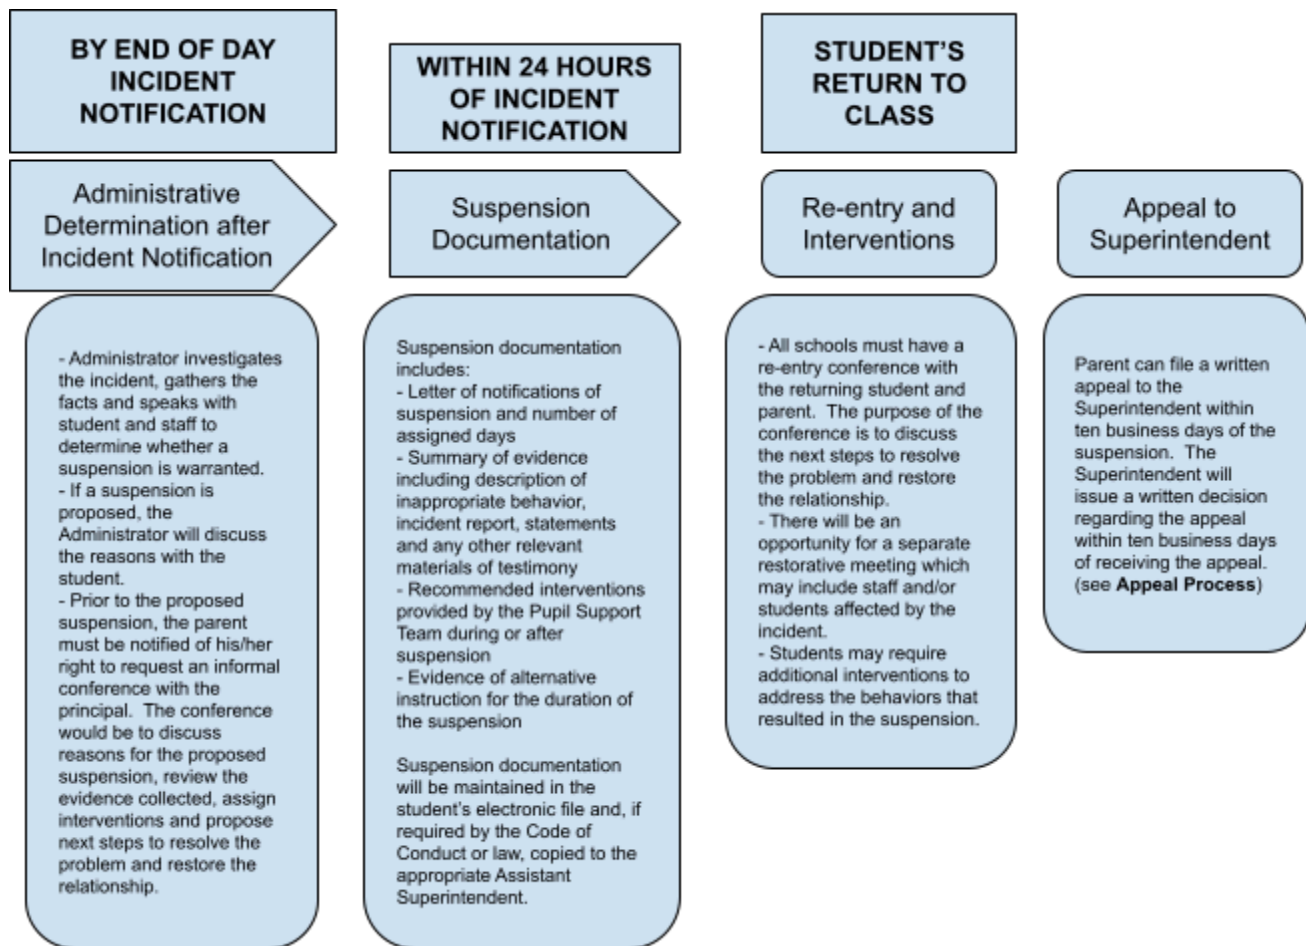 BY END OF DAY
INCIDENT
NOTIFICATION
Administrative
Determination after
Incident Notification
- Administrator investigates
the incident, gathers the
facts and speaks with
student and staff to
determine whether a
suspension is warranted.
- If a suspension is
proposed, the
Administrator will discuss
the reasons with the
student.
- Prior to the proposed
suspension, the parent
must be notified of his/her
right to request an informal
conference with the
principal.  The conference
would be to discuss
reasons for the proposed
suspension, review the
evidence collected, assign
interventions and propose
next steps to resolve the
problem and restore the
relationship.
WITHIN 24 HOURS
OF INCIDENT
NOTIFICATION
Suspension
Documentation
Suspension documentation
includes:
- Letter of notifications of
suspension and number of
assigned days
- Summary of evidence
including description of
inappropriate behavior,
incident report, statements
and any other relevant
materials of testimony
- Recommended interventions
provided by the Pupil Support
Team during or after
suspension
- Evidence of alternative
instruction for the duration of
the suspension
Suspension documentation
will be maintained in the
student's electronic file and, if
required by the Code of
Conduct or law, copied to the
appropriate Assistant
Superintendent.
STUDENT'S
RETURN TO
CLASS
Re-entry and
Interventions
- All schools must have a
re-entry conference with
the returning student and
parent.  The purpose of the
conference is to discuss
the next steps to resolve
the problem and restore
the relationship.
- There will be an
opportunity for a separate
restorative meeting which
may include staff and/or
students affected by the
incident.
- Students may require
additional interventions to
address the behaviors that
resulted in the suspension.
Appeal to
Superintendent
Parent can file a written
appeal to the
Superintendent within
ten business days of the
suspension.  The
Superintendent will
issue a written decision
regarding the appeal
within ten business days
of receiving the appeal.
(see Appeal Process)